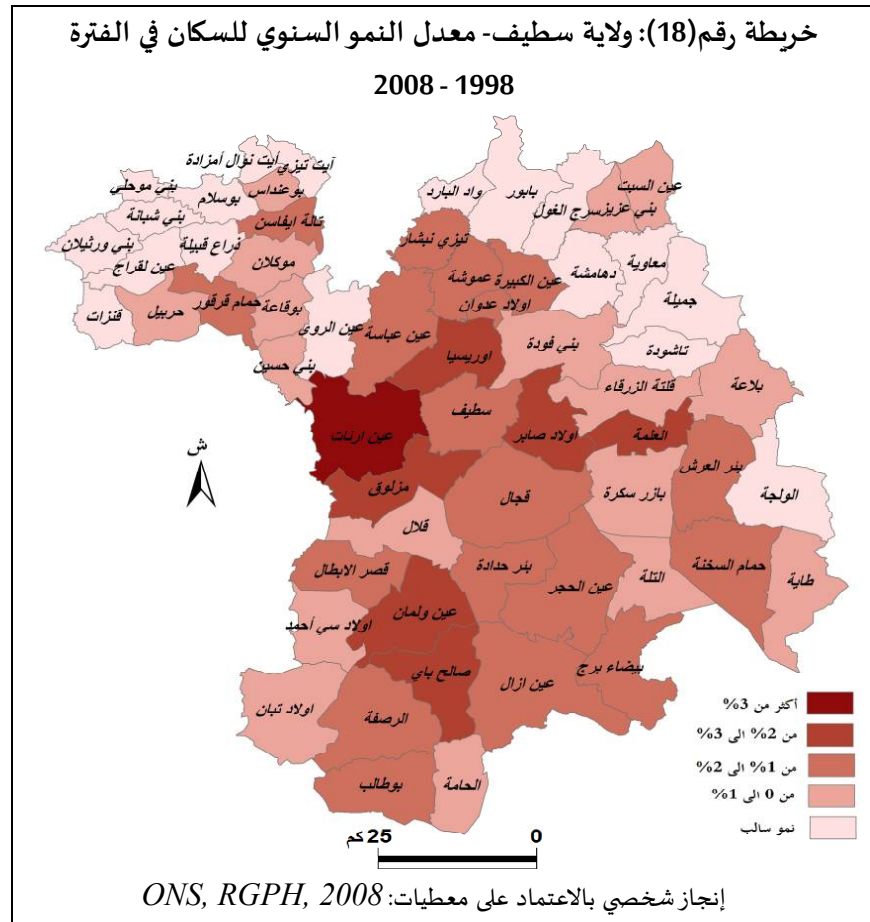 خريطة رقم(18): ولاية سطيف- معدل النمو السنوي للسكان في الفترة
1998 - 2008
أيت نوال أمزادة
آيت تيزي
بني موحلي
بوسلام
بوعنداس
بني شبانة
تالة ايفاسن
بني ورثيلان
ذراع قبيلة
عين لقراج
موكلان
قنزات
حربيل
حمام قرقور
بوقاعة
عين الروى
بني حسين
واد البارد
بابور
سرج الغول
بني عزيز
عين السبت
تيزي نبشار
عموشة
عين الكبيرة
اولاد عدوان
دهامشة
معاوية
جميلة
عين عباسة
اوريسيا
بني فودة
تاشودة
قلتة الزرقاء
بلاعة
عين ارنات
سطيف
اولاد صابر
العلمة
بئر العرش
الولجة
ش
مزلوق
قجال
بازر سكرة
قلال
قصر الابطال
بئر حدادة
عين الحجر
التلة
حمام السخنة
طاية
عين ولمان
اولاد سي أحمد
صالح باي
عين ازال
بيضاء برج
اولاد تبان
الرصفة
بوطالب
الحامة
أكثر من 3%
من 2% الى 3%
من 1% الى 2%
من 0 الى 1%
نمو سالب
0
25 كم
إنجاز شخصي بالاعتماد على معطيات: ONS, RGPH, 2008